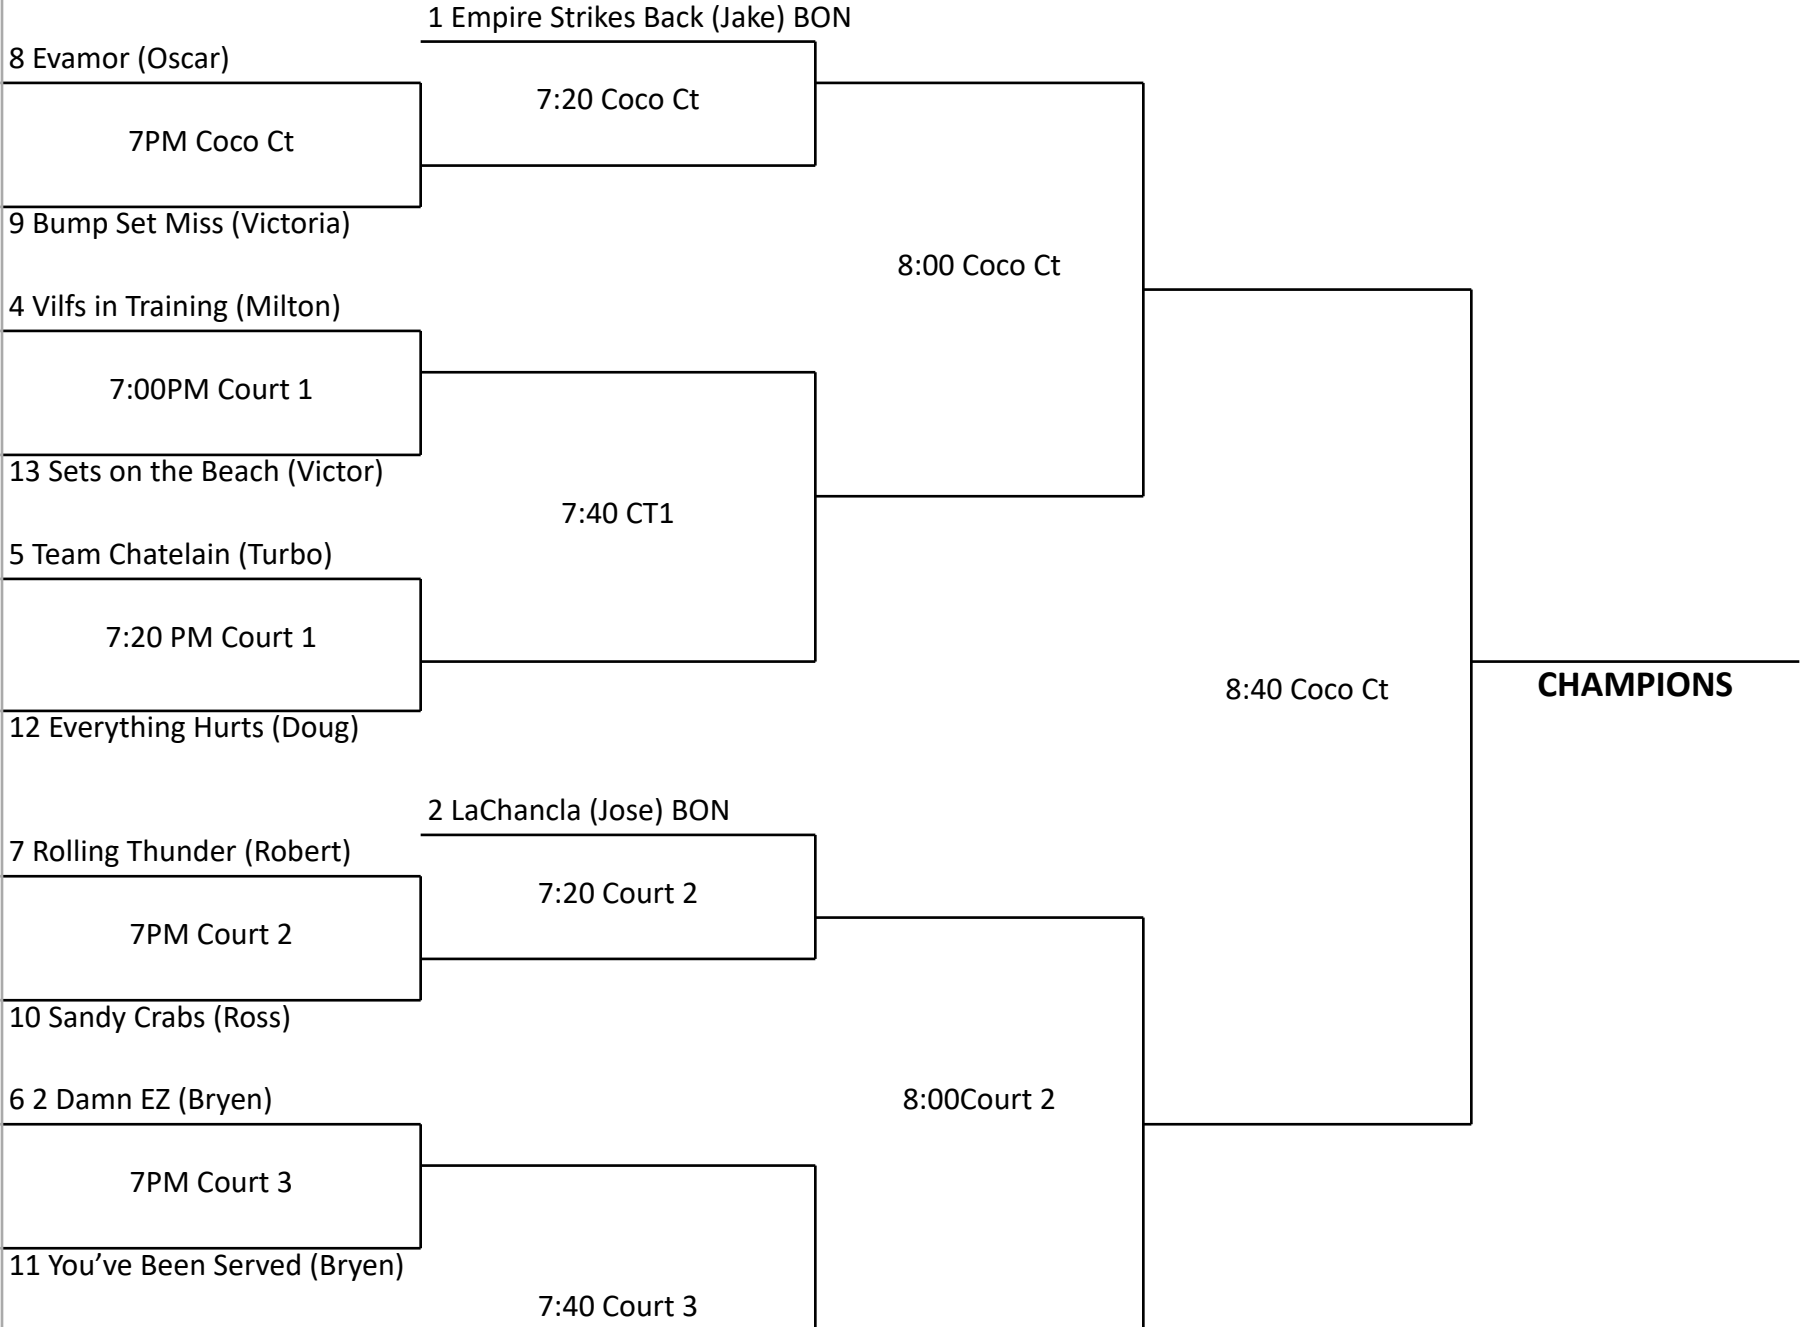 1 Empire Strikes Back (Jake) BON
8 Evamor (Oscar)
7:20 Coco Ct
7PM Coco Ct
9 Bump Set Miss (Victoria)
8:00 Coco Ct
4 Vilfs in Training (Milton)
7:00PM Court 1
13 Sets on the Beach (Victor)
7:40 CT1
5 Team Chatelain (Turbo)
7:20 PM Court 1
8:40 Coco Ct
CHAMPIONS
12 Everything Hurts (Doug)
2 LaChancla (Jose) BON
7 Rolling Thunder (Robert)
7:20 Court 2
7PM Court 2
10 Sandy Crabs (Ross)
6 2 Damn EZ (Bryen)
8:00Court 2
7PM Court 3
11 You’ve Been Served (Bryen)
7:40 Court 3